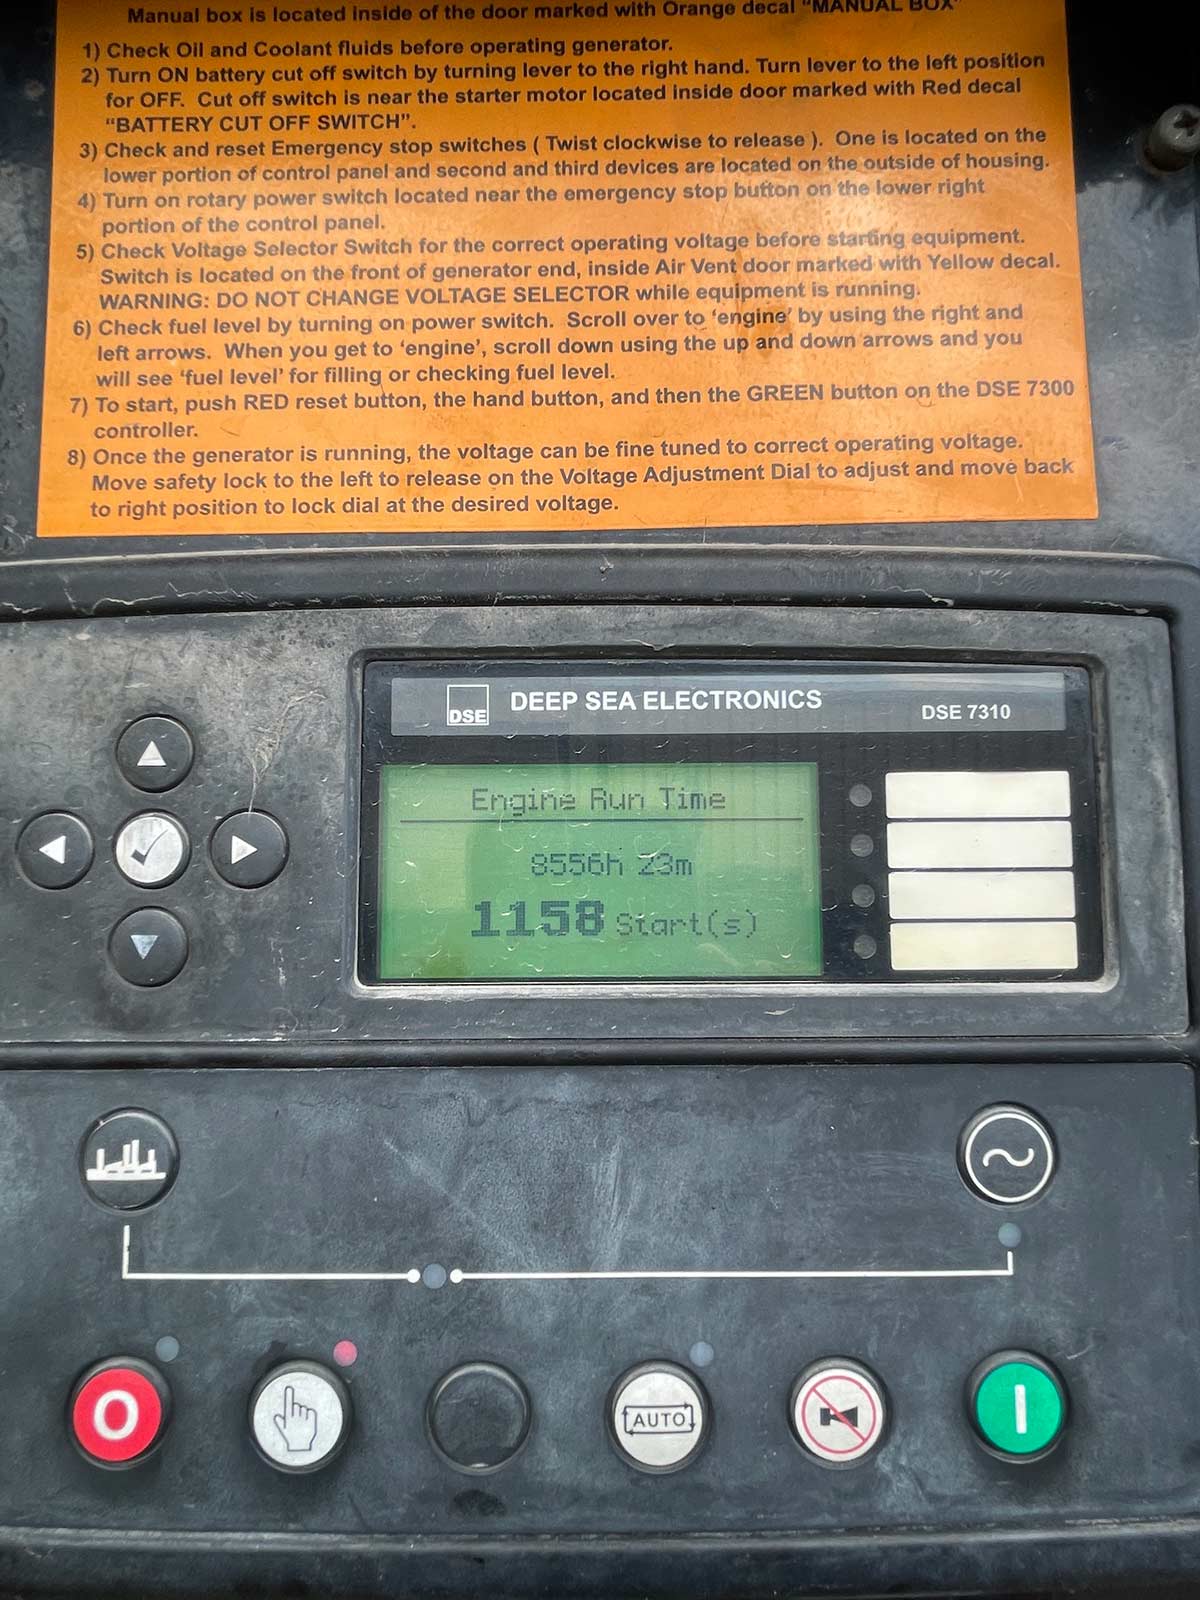 Manual box is located inside of the door marked with Orange decal "MANUAL BOX"
1) Check Oil and Coolant fluids before operating generator.
2) Turn ON battery cut off switch by turning lever to the right hand. Turn lever to the left position
for OFF. Cut off switch is near the starter motor located inside door marked with Red decal
"BATTERY CUT OFF SWITCH".
3) Check and reset Emergency stop switches ( Twist clockwise to release ). One is located on the
lower portion of control panel and second and third devices are located on the outside of housing.
4) Turn on rotary power switch located near the emergency stop button on the lower right
portion of the control panel.
5) Check Voltage Selector Switch for the correct operating voltage before starting equipment.
Switch is located on the front of generator end, inside Air Vent door marked with Yellow decal.
WARNING: DO NOT CHANGE VOLTAGE SELECTOR while equipment is running.
6) Check fuel level by turning on power switch. Scroll over to 'engine' by using the right and
left arrows. When you get to 'engine', scroll down using the up and down arrows and you
will see 'fuel level' for filling or checking fuel level.
7) To start, push RED reset button, the hand button, and then the GREEN button on the DSE 7300
controller.
8) Once the generator is running, the voltage can be fine tuned to correct operating voltage.
Move safety lock to the left to release on the Voltage Adjustment Dial to adjust and move back
to right position to lock dial at the desired voltage.
DSE DEEP SEA ELECTRONICS DSE 7310
Engine Run Time
8556h 23m
1158 Start(s)
O AUTO I